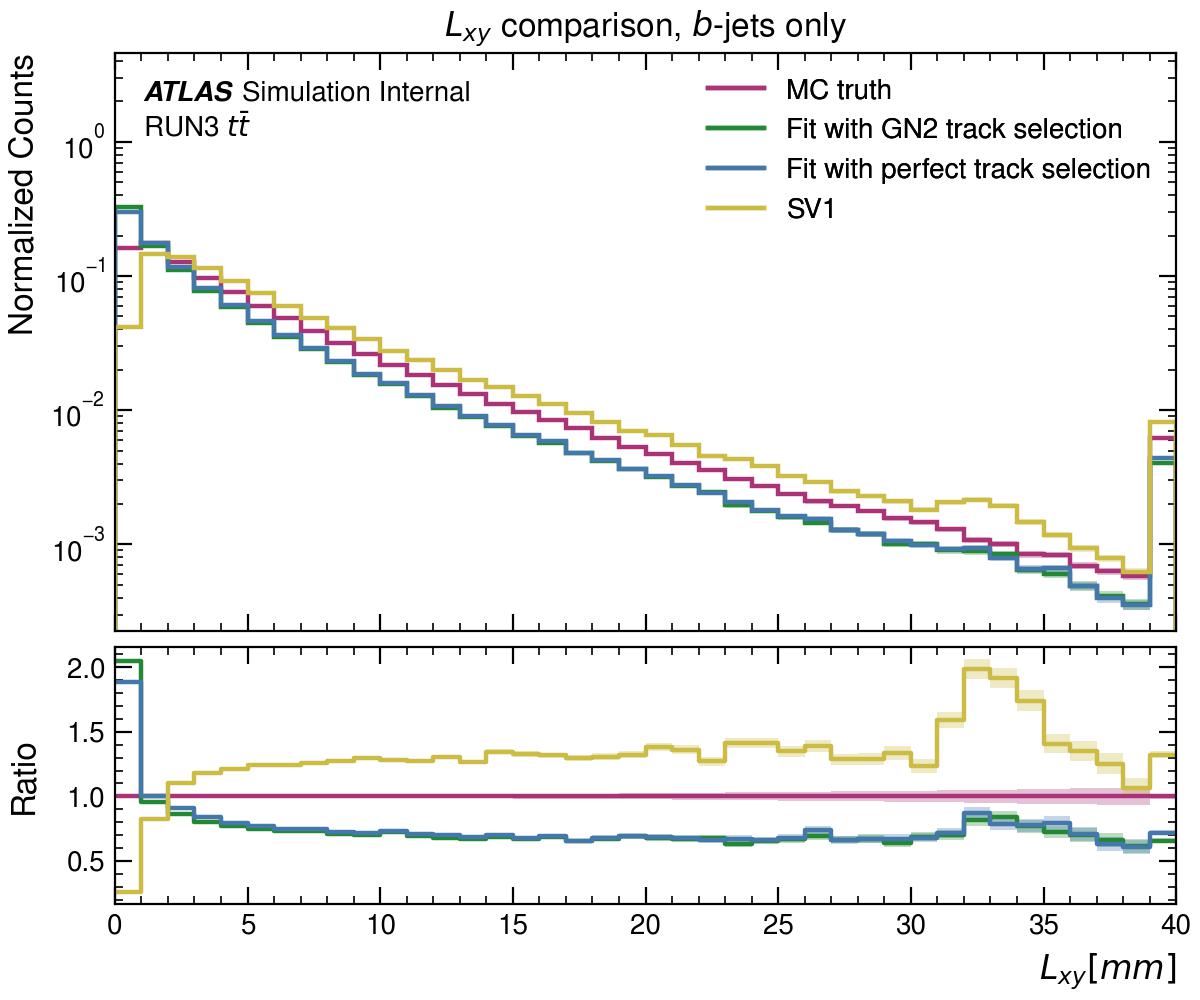 L_xy comparison, b-jets only
Normalized Counts
ATLAS Simulation Internal
RUN3 tt̄
MC truth
Fit with GN2 track selection
Fit with perfect track selection
SV1
10⁰
10⁻¹
10⁻²
10⁻³
Ratio
2.0
1.5
1.0
0.5
0 5 10 15 20 25 30 35 40
L_xy [mm]